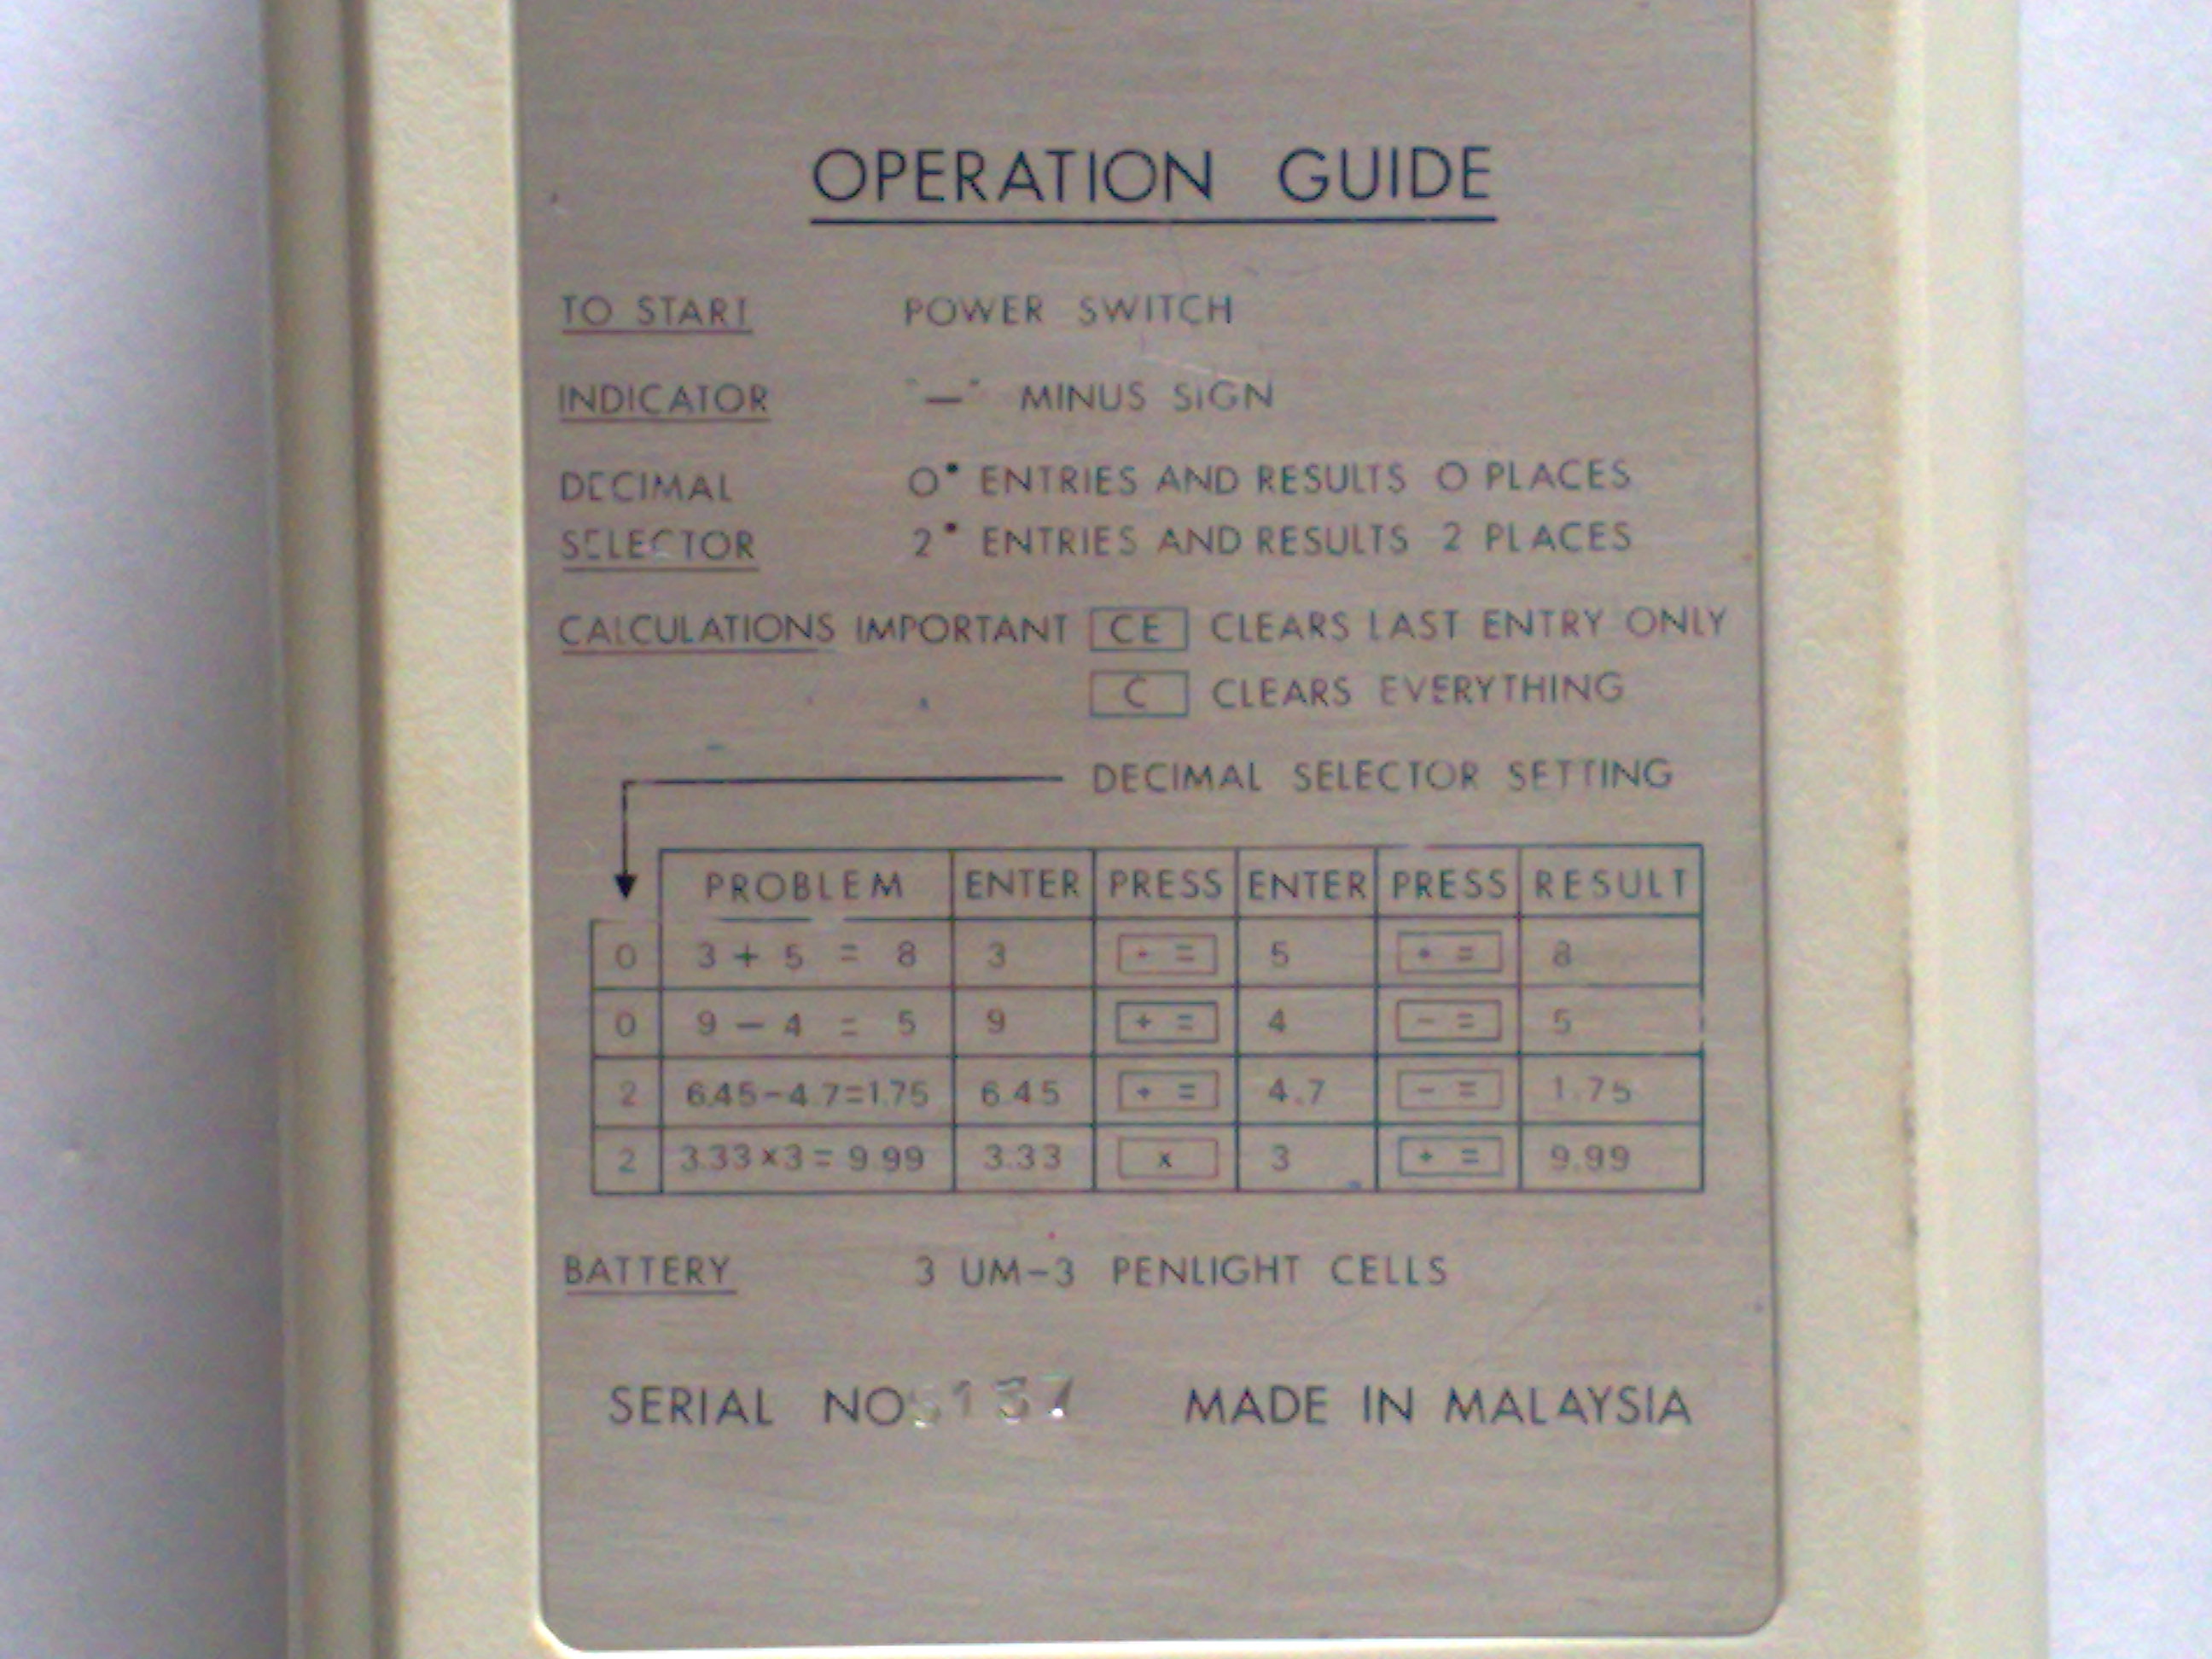 OPERATION GUIDE
TO START POWER SWITCH
INDICATOR "—" MINUS SIGN
DECIMAL 0• ENTRIES AND RESULTS 0 PLACES
SELECTOR 2• ENTRIES AND RESULTS 2 PLACES
CALCULATIONS IMPORTANT CE CLEARS LAST ENTRY ONLY
C CLEARS EVERYTHING
DECIMAL SELECTOR SETTING
PROBLEM ENTER PRESS ENTER PRESS RESULT
0 3 + 5 = 8 3 + = 5 + = 8
0 9 — 4 = 5 9 + = 4 - = 5
2 6.45-4.7=1.75 6.45 + = 4.7 - = 1.75
2 3.33x3= 9.99 3.33 x 3 + = 9.99
BATTERY 3 UM-3 PENLIGHT CELLS
SERIAL NO MADE IN MALAYSIA